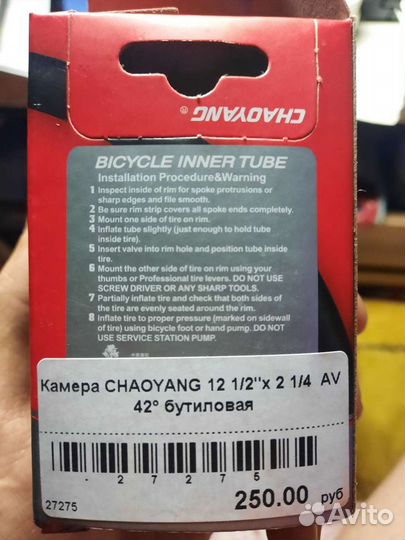 CHAOYANG®
BICYCLE INNER TUBE
Installation Procedure&Warning
1 Inspect inside of rim for spoke protrusions or
sharp edges and file smooth.
2 Be sure rim strip covers all spoke ends completely.
3 Mount one side of tire on rim.
4 Inflate tube slightly (just enough to hold tube
inside tire).
5 Insert valve into rim hole and position tube inside
tire.
6 Mount the other side of tire on rim using your
thumbs or Professional tire levers. DO NOT USE
SCREW DRIVER OR ANY SHARP TOOLS.
7 Partially inflate tire and check that both sides of
the tire are evenly seated around the rim.
8 Inflate tire to proper pressure (marked on sidewall
of tire) using bicycle foot or hand pump. DO NOT
USE SERVICE STATION PUMP.
Камера CHAOYANG 12 1/2"x 2 1/4 AV
42° бутиловая
- 2 7 2 7 5
27275
250.00 руб
Avito